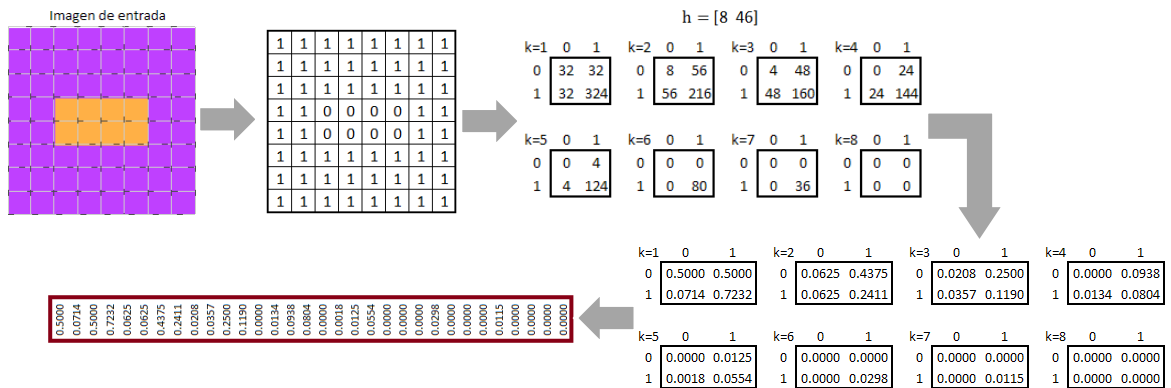 Imagen de entrada
1 1 1 1 1 1 1 1
1 1 1 1 1 1 1 1
1 1 1 1 1 1 1 1
1 1 0 0 0 0 1 1
1 1 0 0 0 0 1 1
1 1 1 1 1 1 1 1
1 1 1 1 1 1 1 1
1 1 1 1 1 1 1 1
h = [8 46]
k=1 0 1
0 32 32
1 32 324
k=2 0 1
0 8 56
1 56 216
k=3 0 1
0 4 48
1 48 160
k=4 0 1
0 0 24
1 24 144
k=5 0 1
0 0 4
1 4 124
k=6 0 1
0 0 0
1 0 80
k=7 0 1
0 0 0
1 0 36
k=8 0 1
0 0 0
1 0 0
k=1 0 1
0 0.5000 0.5000
1 0.0714 0.7232
k=2 0 1
0 0.0625 0.4375
1 0.0625 0.2411
k=3 0 1
0 0.0208 0.2500
1 0.0357 0.1190
k=4 0 1
0 0.0000 0.0938
1 0.0134 0.0804
k=5 0 1
0 0.0000 0.0125
1 0.0018 0.0554
k=6 0 1
0 0.0000 0.0000
1 0.0000 0.0298
k=7 0 1
0 0.0000 0.0000
1 0.0000 0.0115
k=8 0 1
0 0.0000 0.0000
1 0.0000 0.0000
0.5000
0.0714
0.5000
0.7232
0.0625
0.0625
0.4375
0.2411
0.0208
0.0357
0.2500
0.1190
0.0000
0.0134
0.0938
0.0804
0.0000
0.0018
0.0125
0.0554
0.0000
0.0000
0.0000
0.0298
0.0000
0.0000
0.0000
0.0115
0.0000
0.0000
0.0000
0.0000